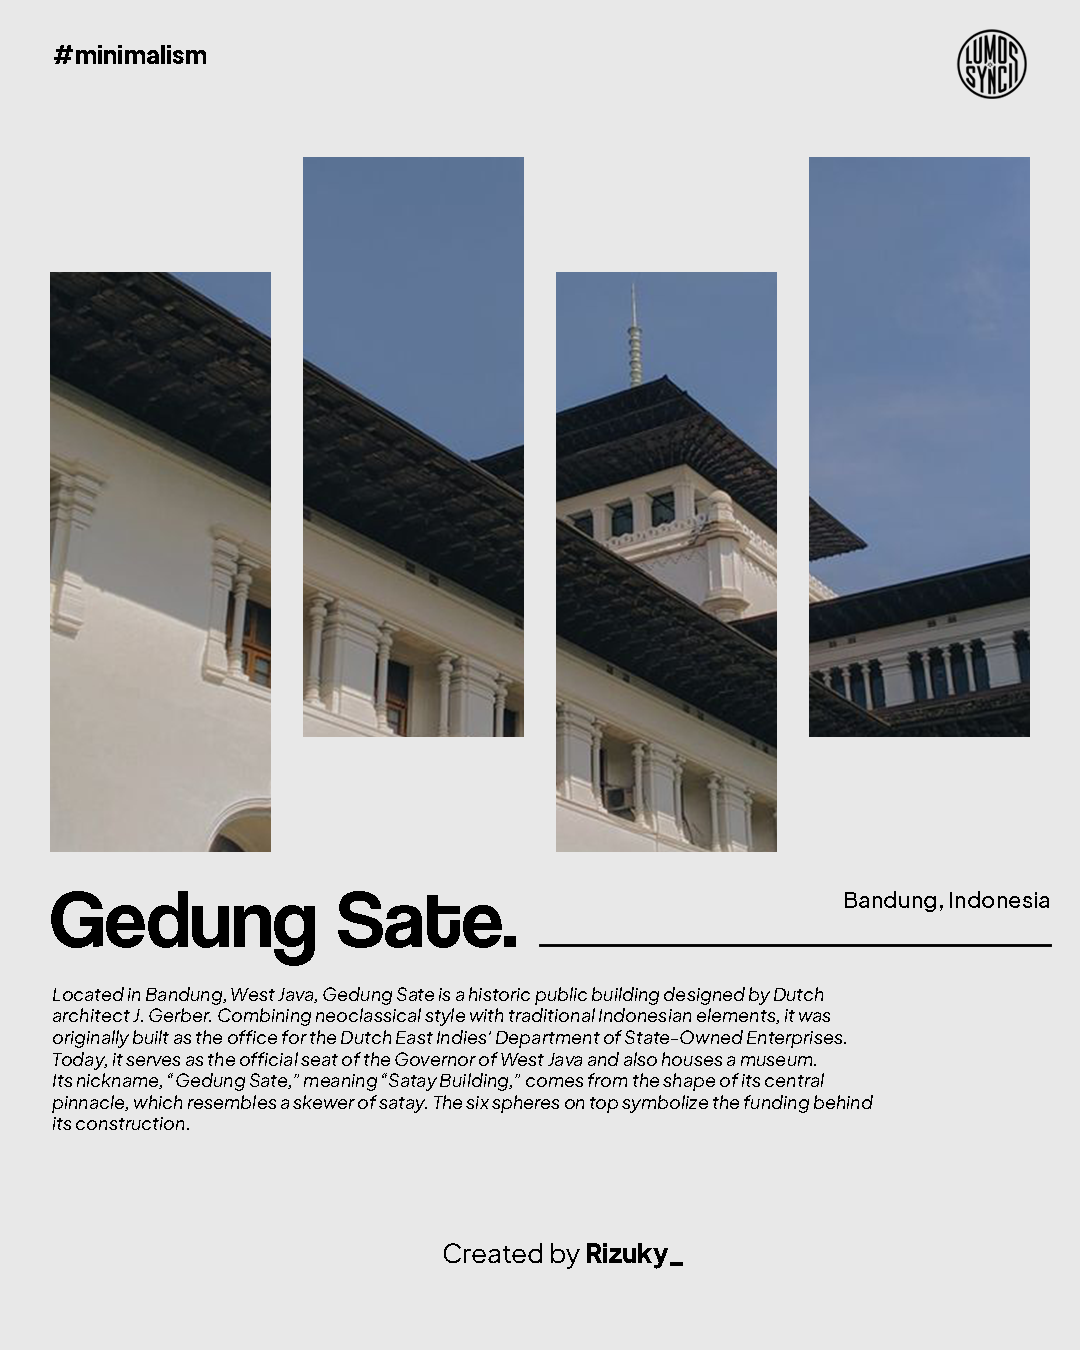 #minimalism
LUMOS
SYNCH
Gedung Sate.
Bandung, Indonesia
Located in Bandung, West Java, Gedung Sate is a historic public building designed by Dutch
architect J. Gerber. Combining neoclassical style with traditional Indonesian elements, it was
originally built as the office for the Dutch East Indies' Department of State-Owned Enterprises.
Today, it serves as the official seat of the Governor of West Java and also houses a museum.
Its nickname, “Gedung Sate,” meaning “Satay Building,” comes from the shape of its central
pinnacle, which resembles a skewer of satay. The six spheres on top symbolize the funding behind
its construction.
Created by Rizuky_